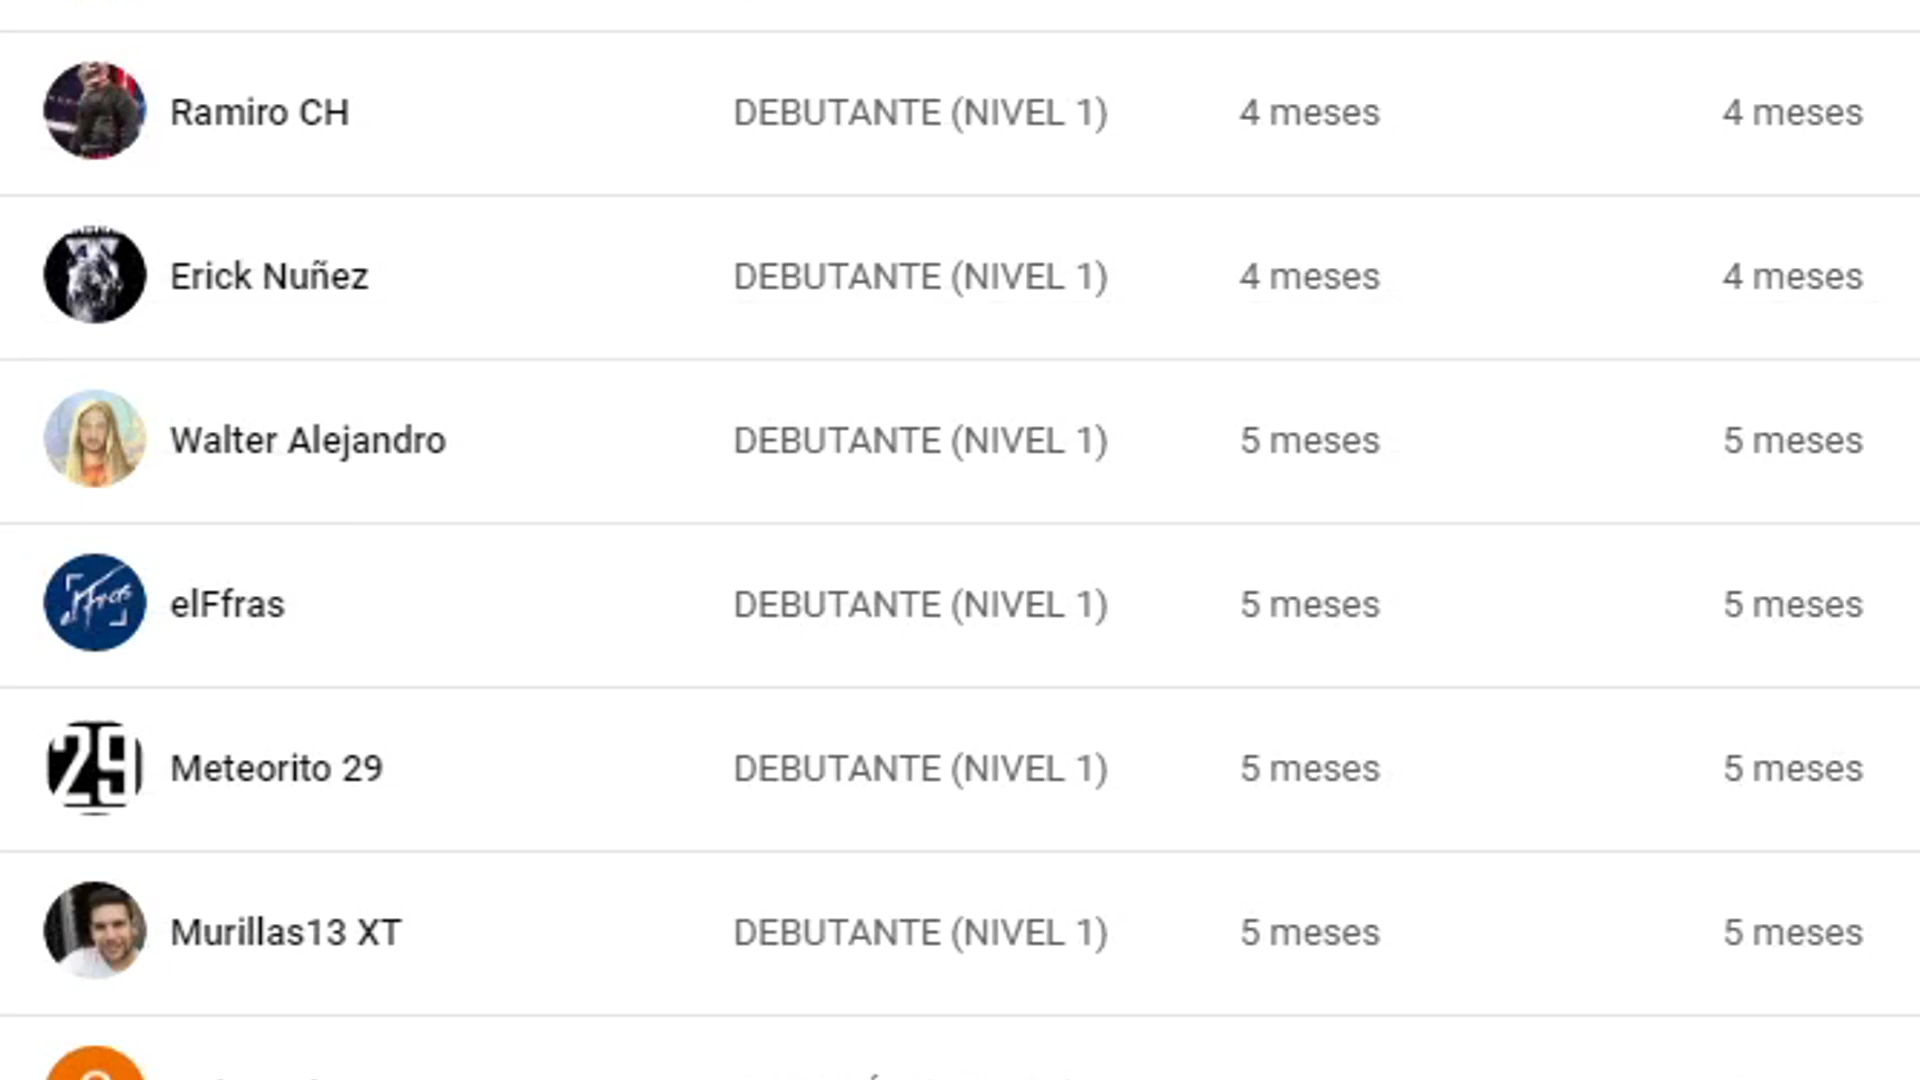 Ramiro CH DEBUTANTE (NIVEL 1) 4 meses 4 meses
Erick Nuñez DEBUTANTE (NIVEL 1) 4 meses 4 meses
Walter Alejandro DEBUTANTE (NIVEL 1) 5 meses 5 meses
elFfras
elFfras DEBUTANTE (NIVEL 1) 5 meses 5 meses
29
Meteorito 29 DEBUTANTE (NIVEL 1) 5 meses 5 meses
Murillas13 XT DEBUTANTE (NIVEL 1) 5 meses 5 meses